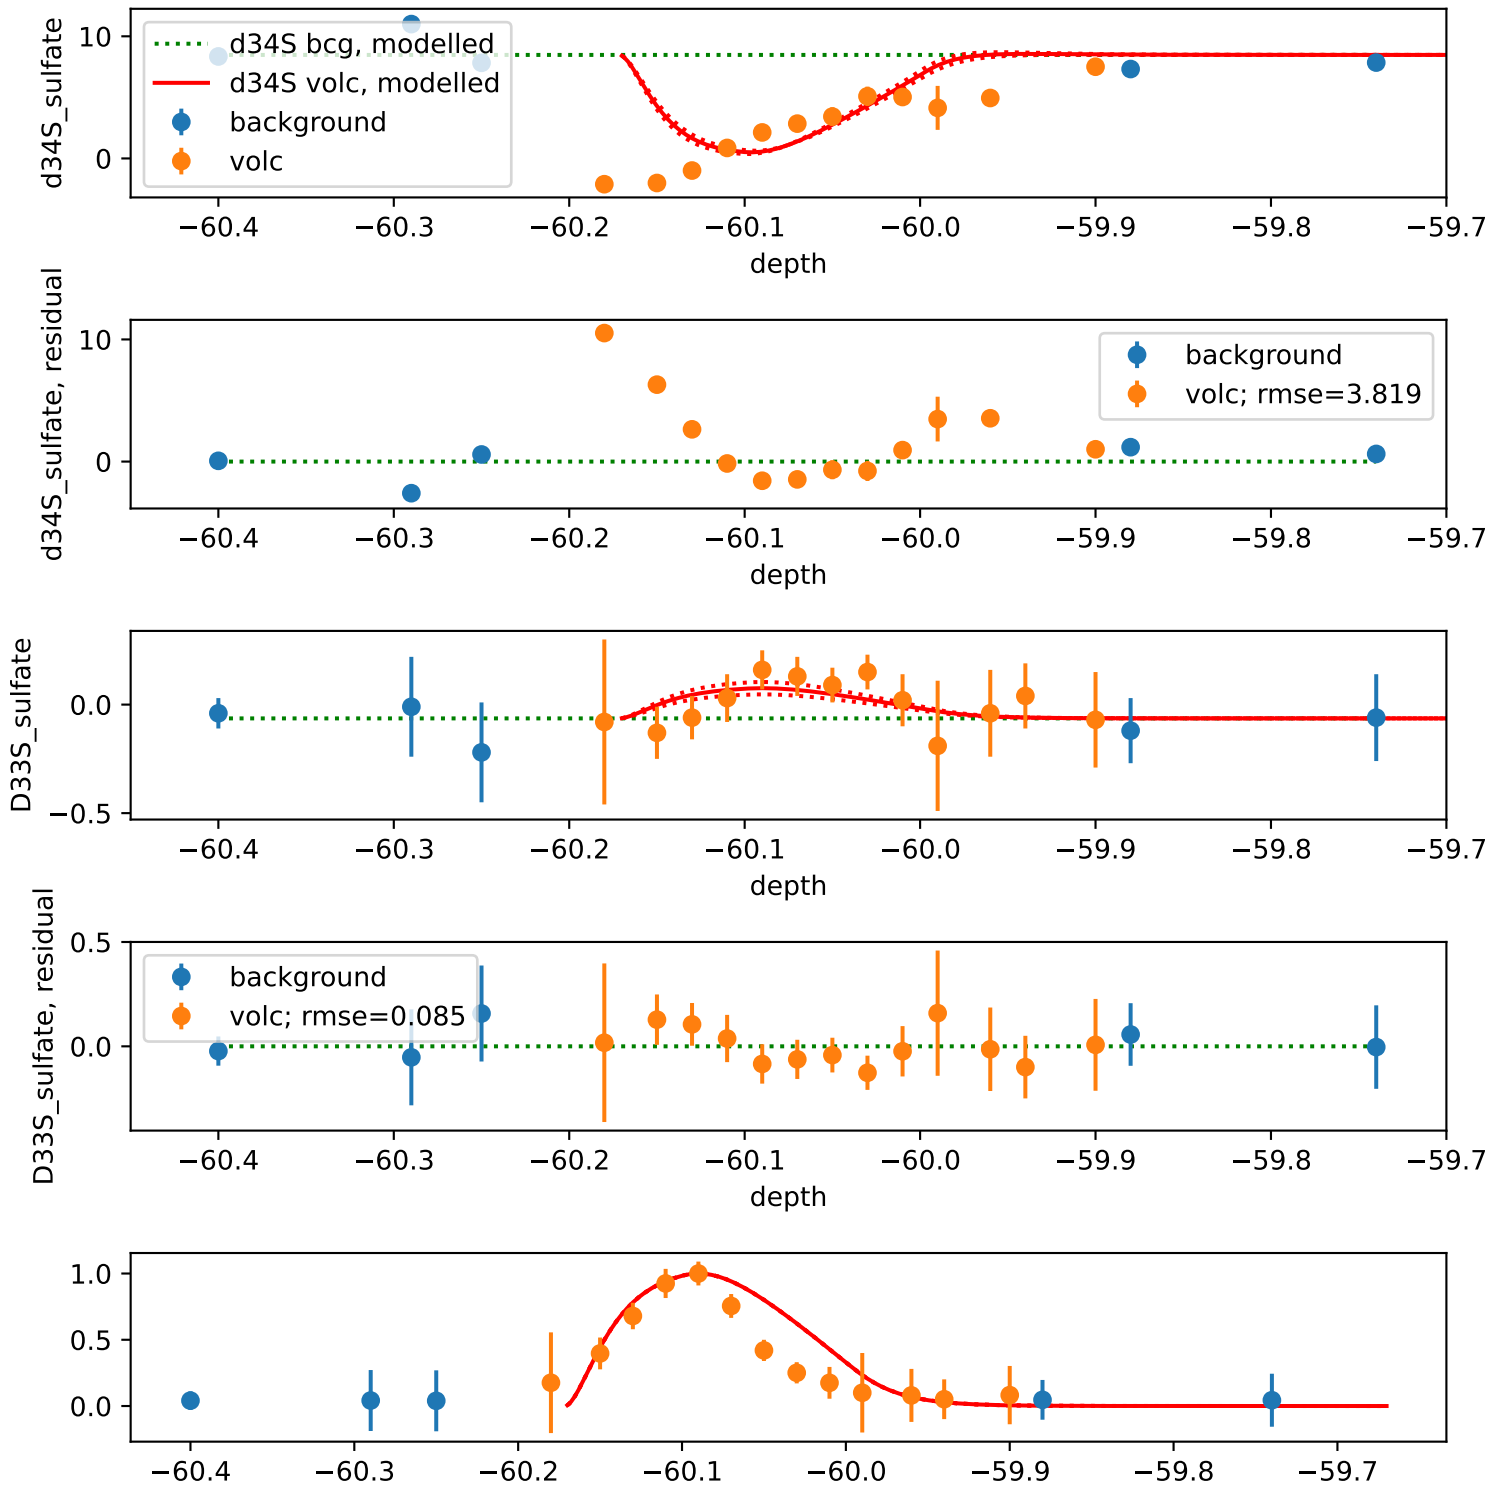 d34S_sulfate
10
0
d34S bcg, modelled
d34S volc, modelled
background
volc
−60.4 −60.3 −60.2 −60.1 −60.0 −59.9 −59.8 −59.7
depth
d34S_sulfate, residual
10
0
background
volc; rmse=3.819
−60.4 −60.3 −60.2 −60.1 −60.0 −59.9 −59.8 −59.7
depth
D33S_sulfate
0.0
−0.5
−60.4 −60.3 −60.2 −60.1 −60.0 −59.9 −59.8 −59.7
depth
D33S_sulfate, residual
0.5
0.0
background
volc; rmse=0.085
−60.4 −60.3 −60.2 −60.1 −60.0 −59.9 −59.8 −59.7
depth
1.0
0.5
0.0
−60.4 −60.3 −60.2 −60.1 −60.0 −59.9 −59.8 −59.7